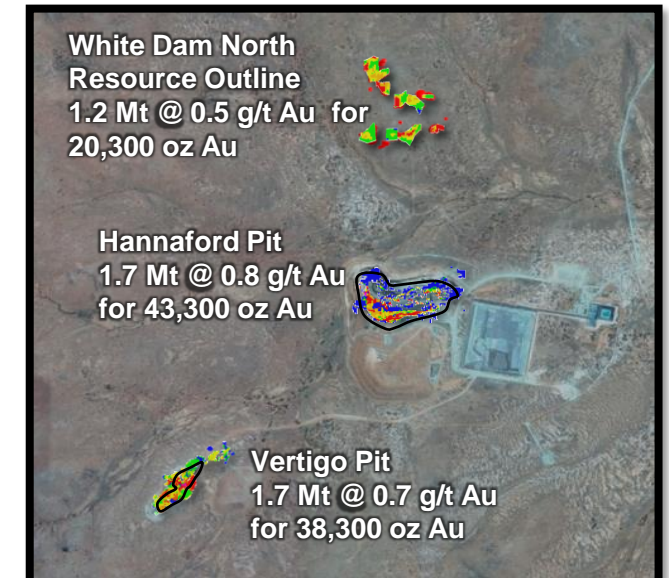 White Dam North
Resource Outline
1.2 Mt @ 0.5 g/t Au for
20,300 oz Au
Hannaford Pit
1.7 Mt @ 0.8 g/t Au
for 43,300 oz Au
Vertigo Pit
1.7 Mt @ 0.7 g/t Au
for 38,300 oz Au